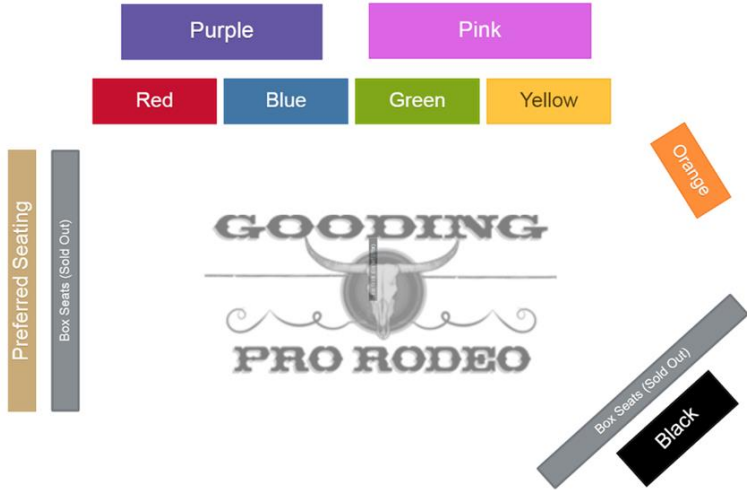 Purple
Pink
Red
Blue
Green
Yellow
Orange
Preferred Seating
Box Seats (Sold Out)
GOODING
PRO RODEO
Box Seats (Sold Out)
Black